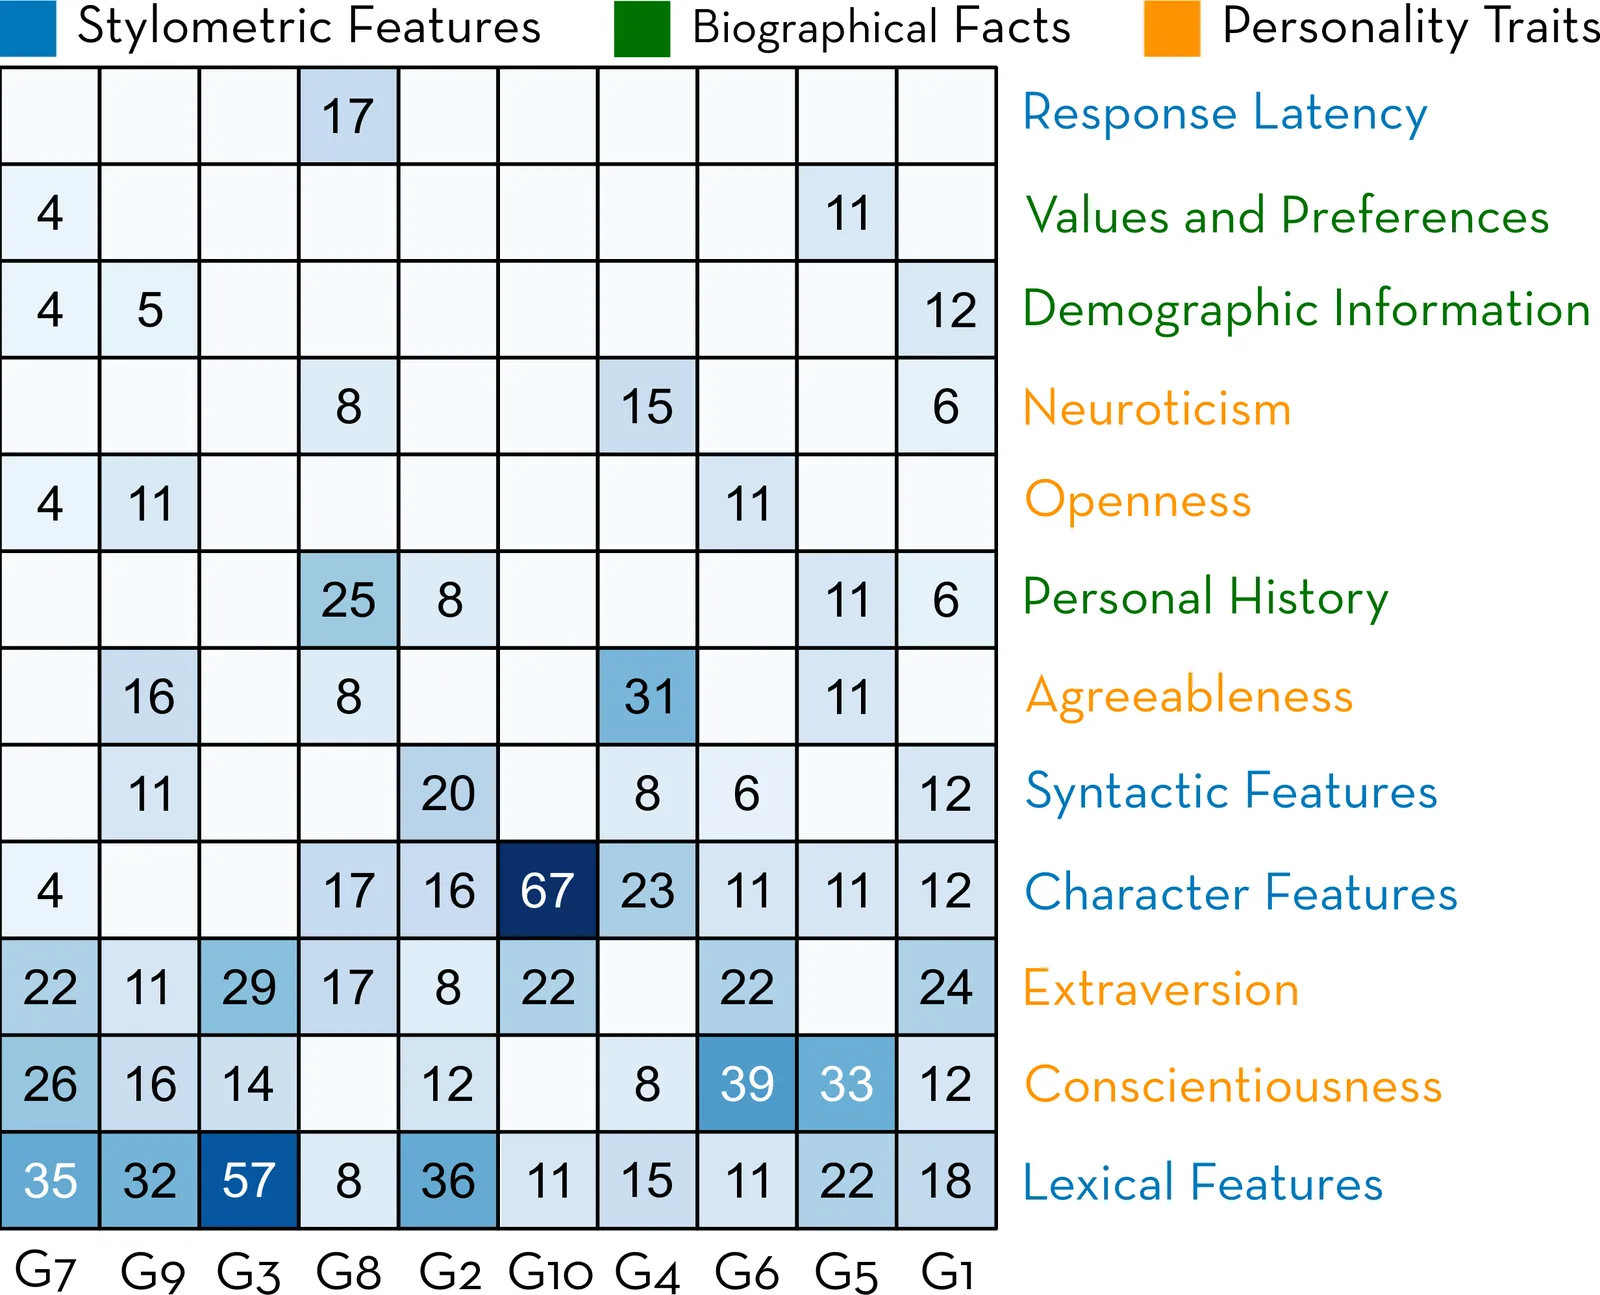 Stylometric Features Biographical Facts Personality Traits
17 Response Latency
4 11 Values and Preferences
4 5 12 Demographic Information
8 15 6 Neuroticism
4 11 11 Openness
25 8 11 6 Personal History
16 8 31 11 Agreeableness
11 20 8 6 12 Syntactic Features
4 17 16 67 23 11 11 12 Character Features
22 11 29 17 8 22 22 24 Extraversion
26 16 14 12 8 39 33 12 Conscientiousness
35 32 57 8 36 11 15 11 22 18 Lexical Features
G7 G9 G3 G8 G2 G10 G4 G6 G5 G1